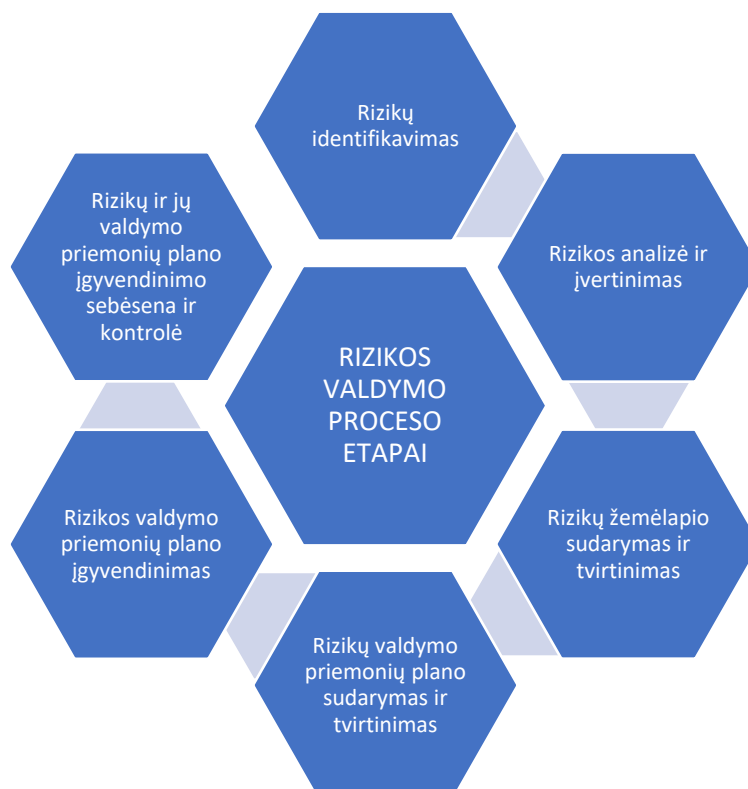 Rizikų
identifikavimas
Rizikos analizė ir
įvertinimas
Rizikų žemėlapio
sudarymas ir
tvirtinimas
Rizikų valdymo
priemonių plano
sudarymas ir
tvirtinimas
Rizikos valdymo
priemonių plano
įgyvendinimas
Rizikų ir jų
valdymo
priemonių plano
įgyvendinimo
sebėsena ir
kontrolė
RIZIKOS
VALDYMO
PROCESO
ETAPAI